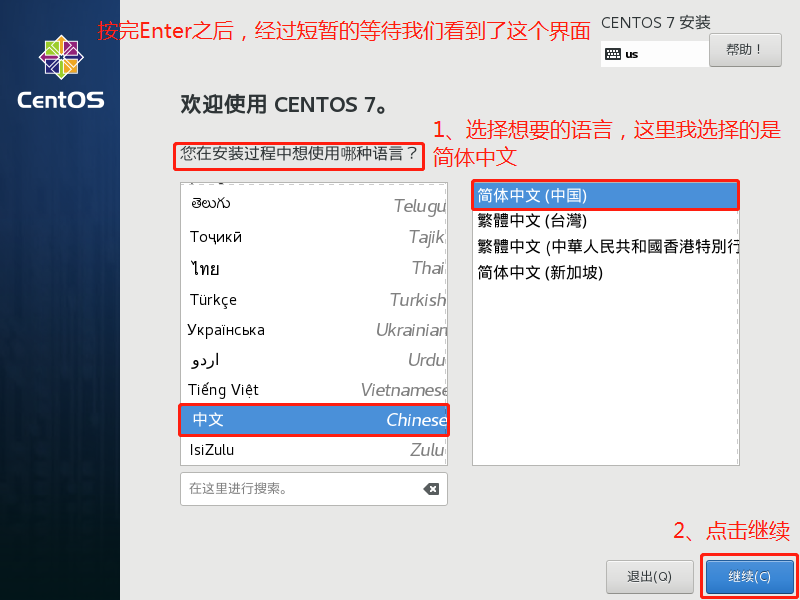 按完Enter之后，经过短暂的等待我们看到了这个界面
CENTOS 7 安装
us
帮助！
CentOS
欢迎使用 CENTOS 7。
1、选择想要的语言，这里我选择的是
简体中文
您在安装过程中想使用哪种语言？
తెలుగు Telugu
Тоҷикӣ Tajik
ไทย Thai
Türkçe Turkish
Українська Ukrainian
اردو Urdu
Tiếng Việt Vietnamese
中文 Chinese
IsiZulu Zulu
简体中文 (中国)
繁體中文 (台灣)
繁體中文 (中華人民共和國香港特別行
简体中文 (新加坡)
在这里进行搜索。
2、点击继续
退出(Q)
继续(C)